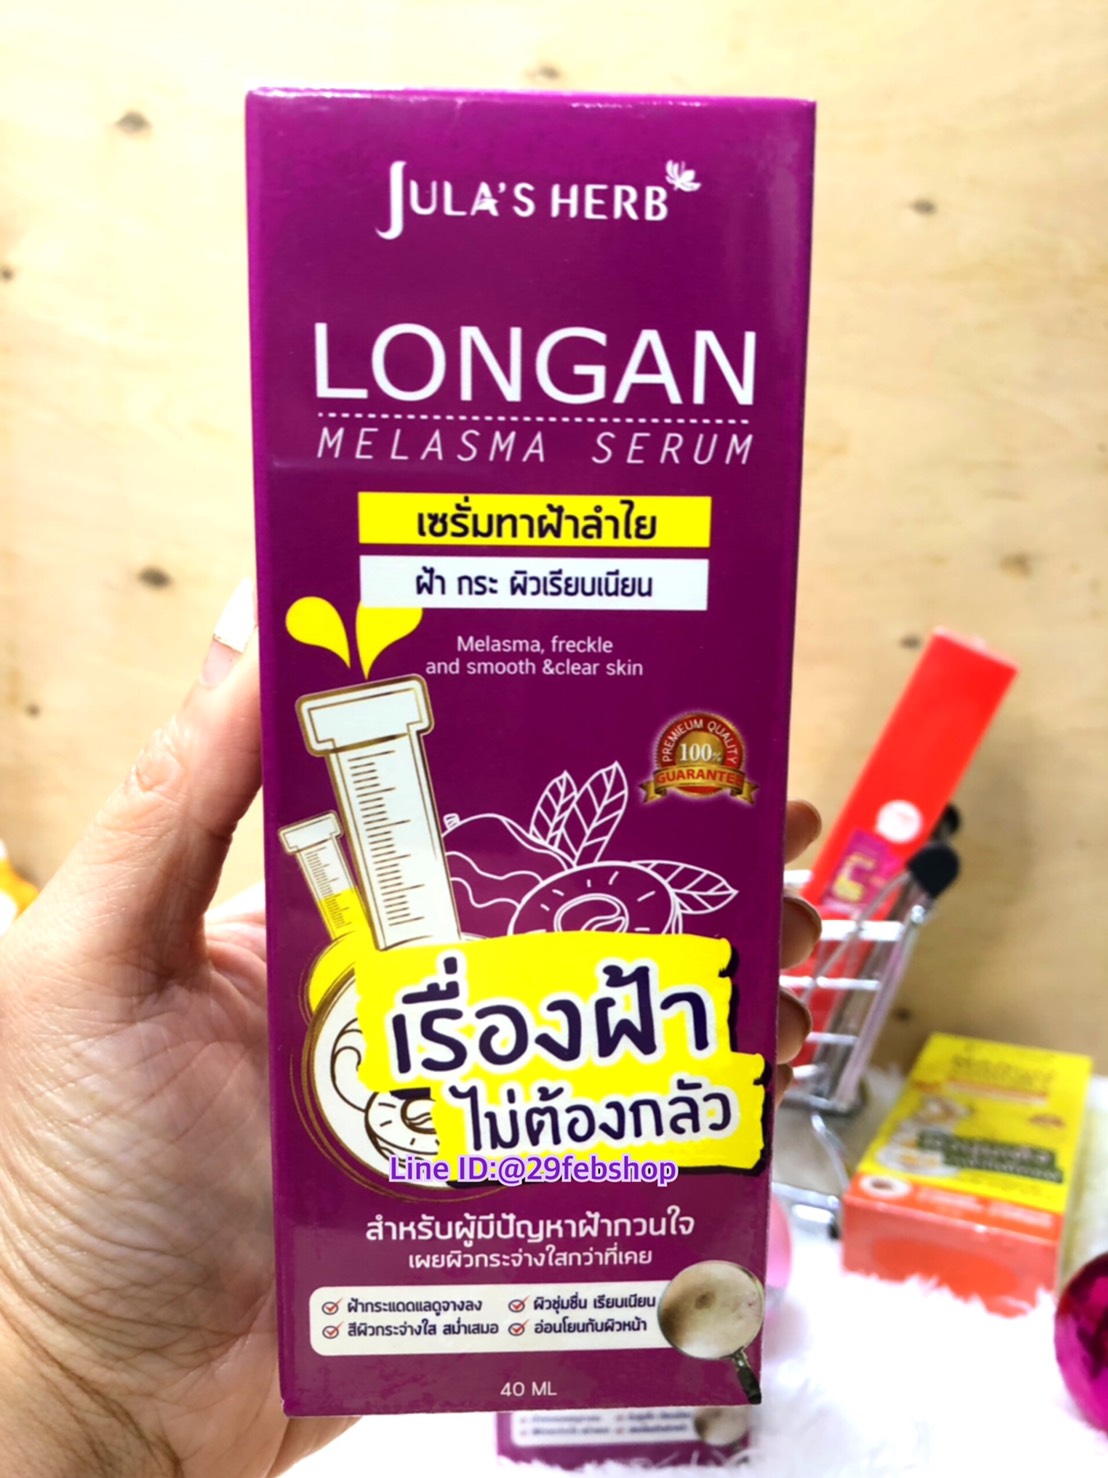 JULA'S HERB
LONGAN
MELASMA SERUM
เซรั่มทาฝ้าลำไย
ฝ้า กระ ผิวเรียบเนียน
Melasma, freckle
and smooth &clear skin
PREMIEUM QUALITY
100%
GUARANTEE
เรื่องฝ้า
ไม่ต้องกลัว
Line ID:@29febshop
สำหรับผู้มีปัญหาฝ้ากวนใจ
เผยผิวกระจ่างใสกว่าที่เคย
ฝ้ากระแดดแลดูจางลง
ผิวชุ่มชื่น เรียบเนียน
สีผิวกระจ่างใส สม่ำเสมอ
อ่อนโยนกับผิวหน้า
40 ML